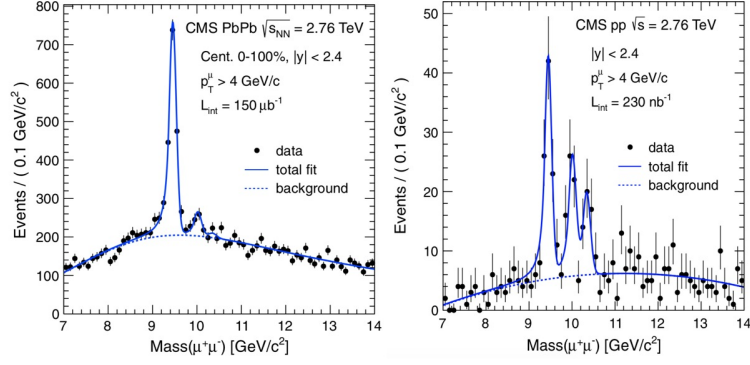 800
700
600
500
400
300
200
100
0
Events / ( 0.1 GeV/c² )
CMS PbPb √sNN = 2.76 TeV
Cent. 0-100%, |y| < 2.4
pTμ > 4 GeV/c
Lint = 150 μb⁻¹
data
total fit
background
7 8 9 10 11 12 13 14
Mass(μ⁺μ⁻) [GeV/c²]
50
40
30
20
10
0
Events / ( 0.1 GeV/c² )
CMS pp √s = 2.76 TeV
|y| < 2.4
pTμ > 4 GeV/c
Lint = 230 nb⁻¹
data
total fit
background
7 8 9 10 11 12 13 14
Mass(μ⁺μ⁻) [GeV/c²]